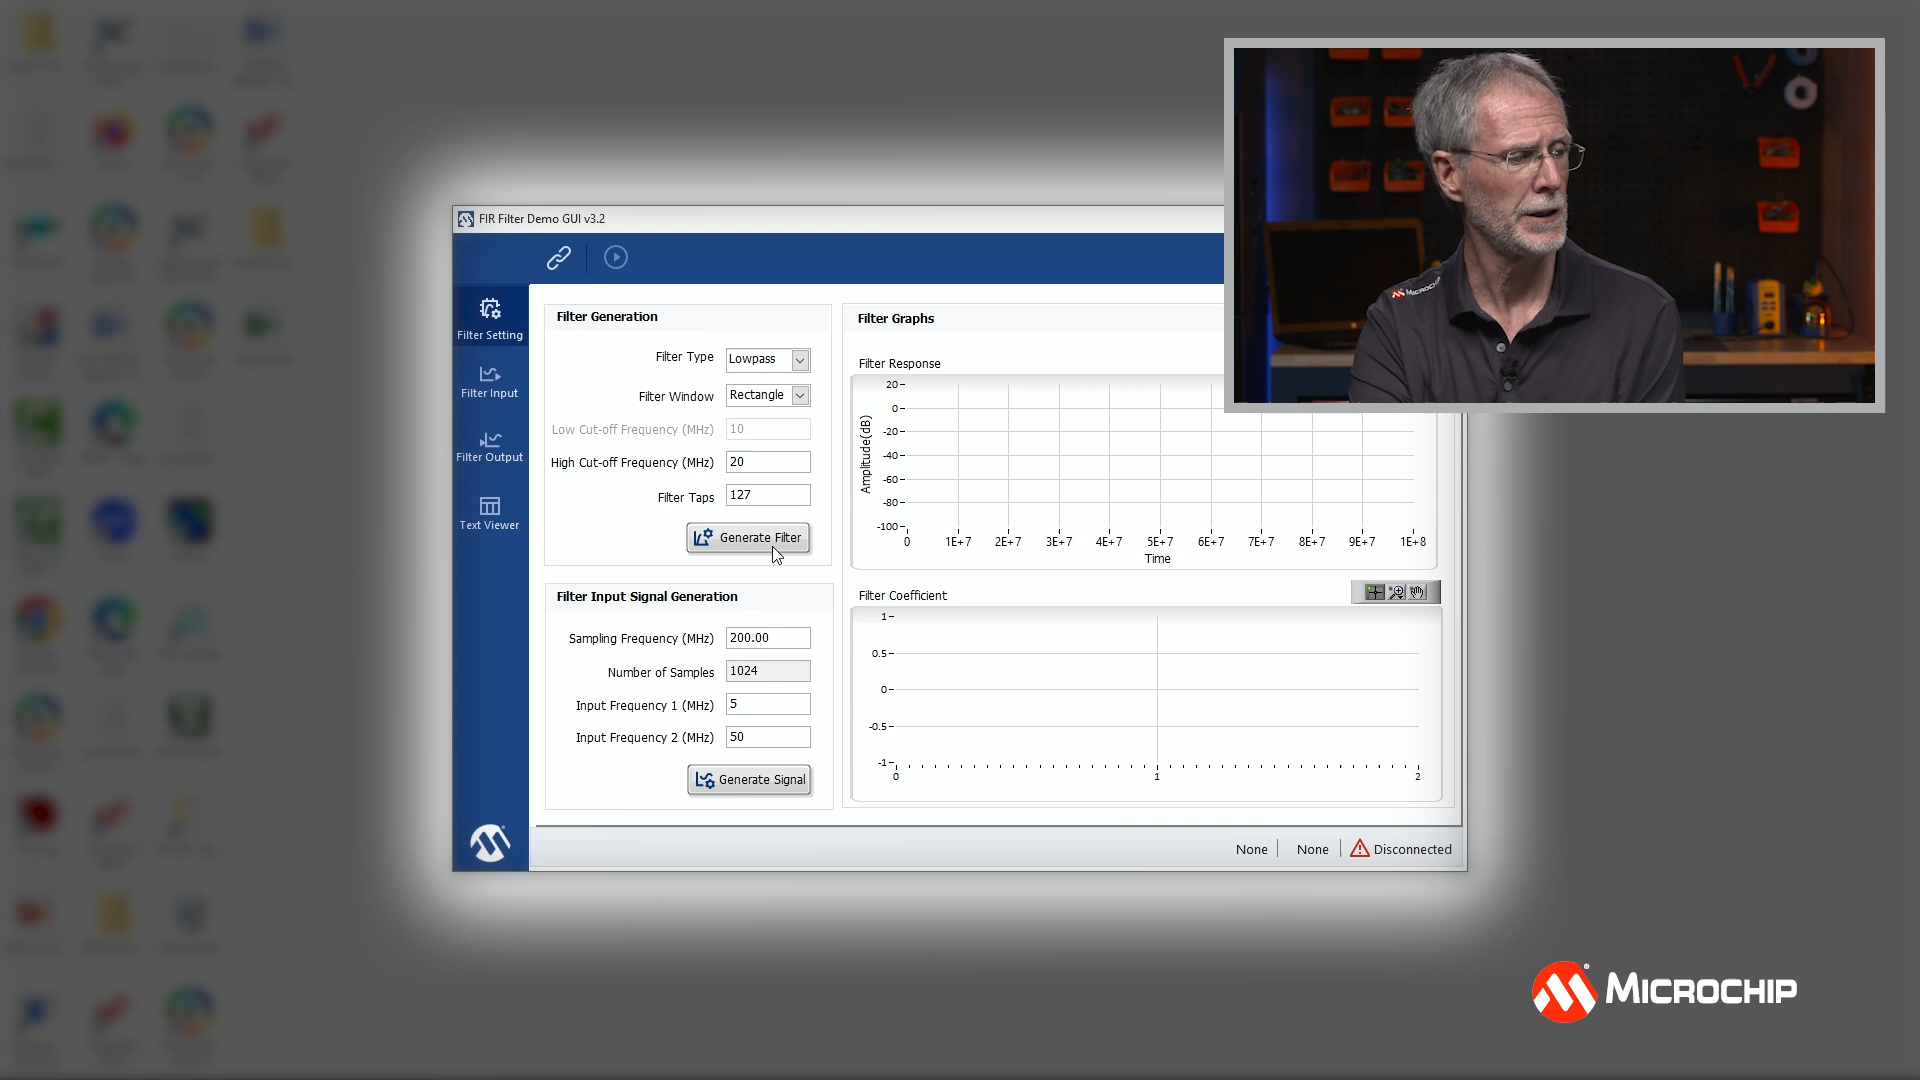 FIR Filter Demo GUI v3.2
Filter Setting
Filter Input
Filter Output
Text Viewer
Filter Generation
Filter Type
Lowpass
Filter Window
Rectangle
Low Cut-off Frequency (MHz)
10
High Cut-off Frequency (MHz)
20
Filter Taps
127
Generate Filter
Filter Input Signal Generation
Sampling Frequency (MHz)
200.00
Number of Samples
1024
Input Frequency 1 (MHz)
5
Input Frequency 2 (MHz)
50
Generate Signal
Filter Graphs
Filter Response
Amplitude(dB)
20
0
-20
-40
-60
-80
-100
0 1E+7 2E+7 3E+7 4E+7 5E+7 6E+7 7E+7 8E+7 9E+7 1E+8
Time
Filter Coefficient
1
0.5
0
-0.5
-1
0 1 2
None
None
Disconnected
MICROCHIP
MICROCHIP